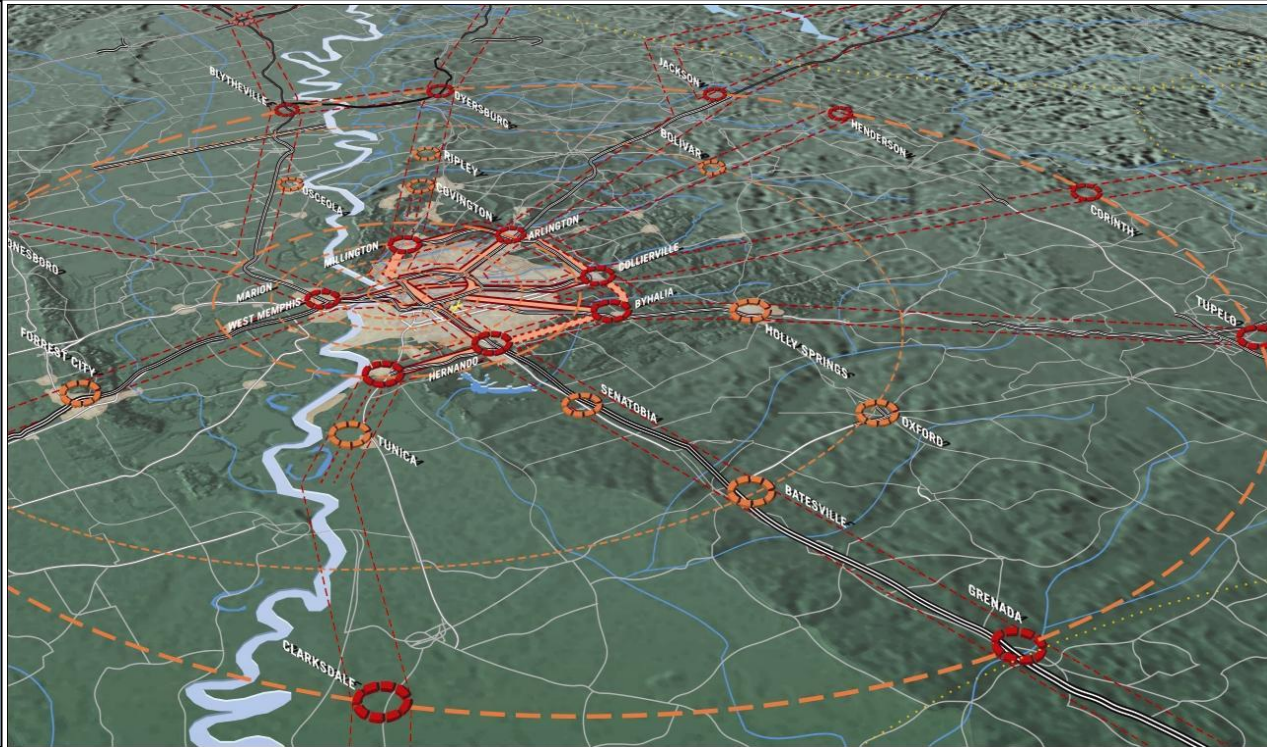 JACKSON
BLYTHEVILLE
DYERSBURG
HENDERSON
BOLIVAR
RIPLEY
OSCEOLA
COVINGTON
CORINTH
ARLINGTON
MILLINGTON
COLLIERVILLE
ONESBORO
MARION
WEST MEMPHIS
BYHALIA
TUPELO
FORREST CITY
HOLLY SPRINGS
HERNANDO
SENATOBIA
OXFORD
TUNICA
BATESVILLE
GRENADA
CLARKSDALE